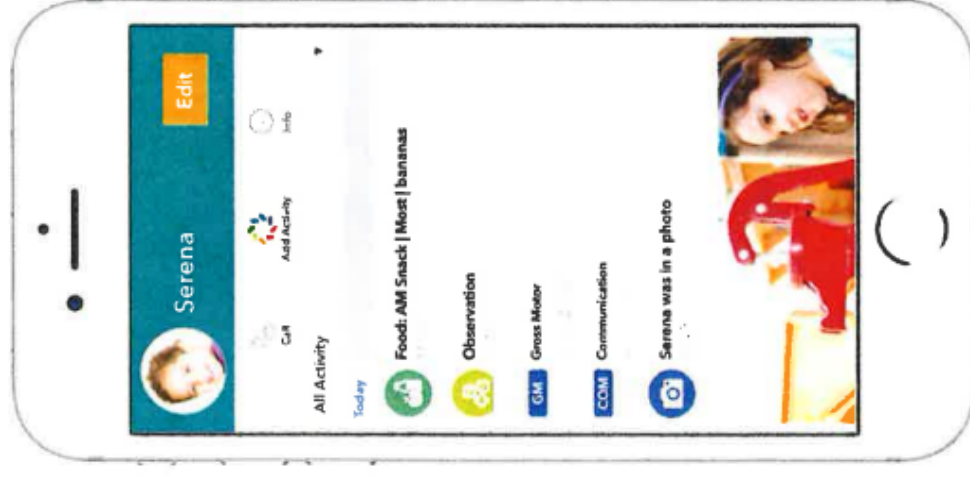 Serena
Edit
Call
Add Activity
Info
All Activity
Today
Food: AM Snack | Most | bananas
Observation
GM Gross Motor
COM Communication
Serena was in a photo